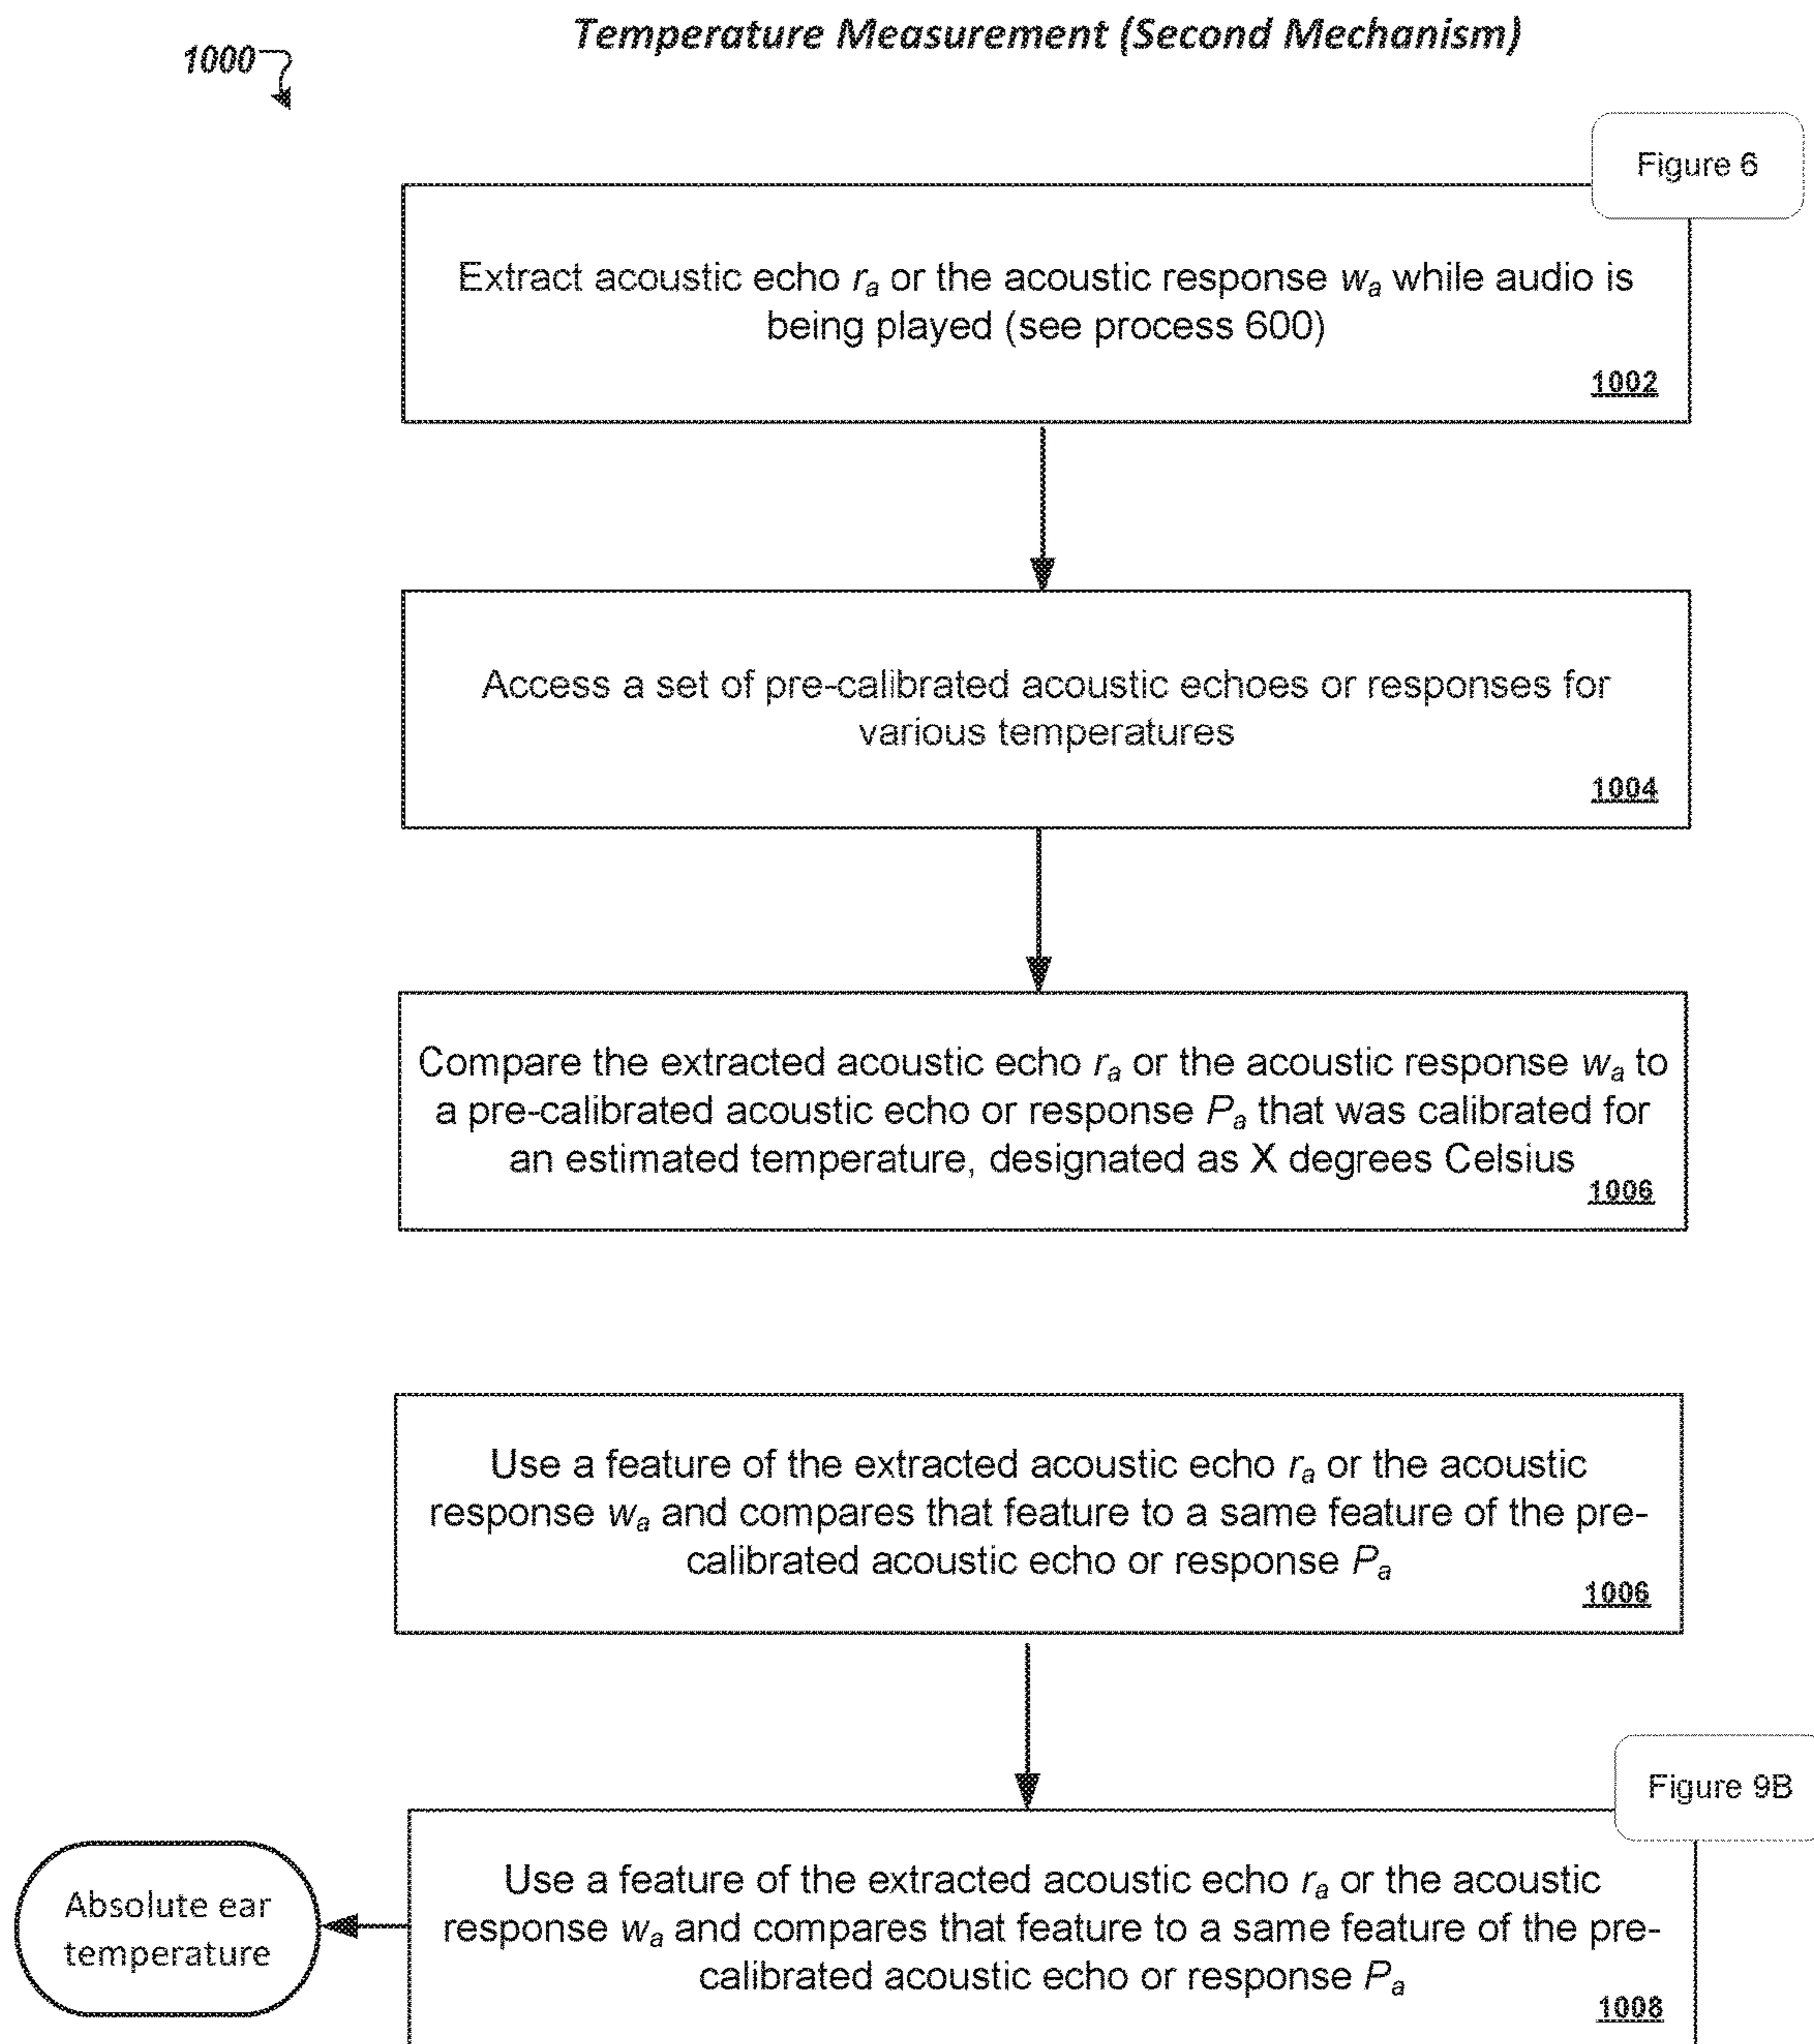 Temperature Measurement (Second Mechanism)
1000
Figure 6
Extract acoustic echo ra or the acoustic response wa while audio is
being played (see process 600)
1002
Access a set of pre-calibrated acoustic echoes or responses for
various temperatures
1004
Compare the extracted acoustic echo ra or the acoustic response wa to
a pre-calibrated acoustic echo or response Pa that was calibrated for
an estimated temperature, designated as X degrees Celsius
1006
Use a feature of the extracted acoustic echo ra or the acoustic
response wa and compares that feature to a same feature of the pre-
calibrated acoustic echo or response Pa
1006
Figure 9B
Use a feature of the extracted acoustic echo ra or the acoustic
response wa and compares that feature to a same feature of the pre-
calibrated acoustic echo or response Pa
1008
Absolute ear
temperature